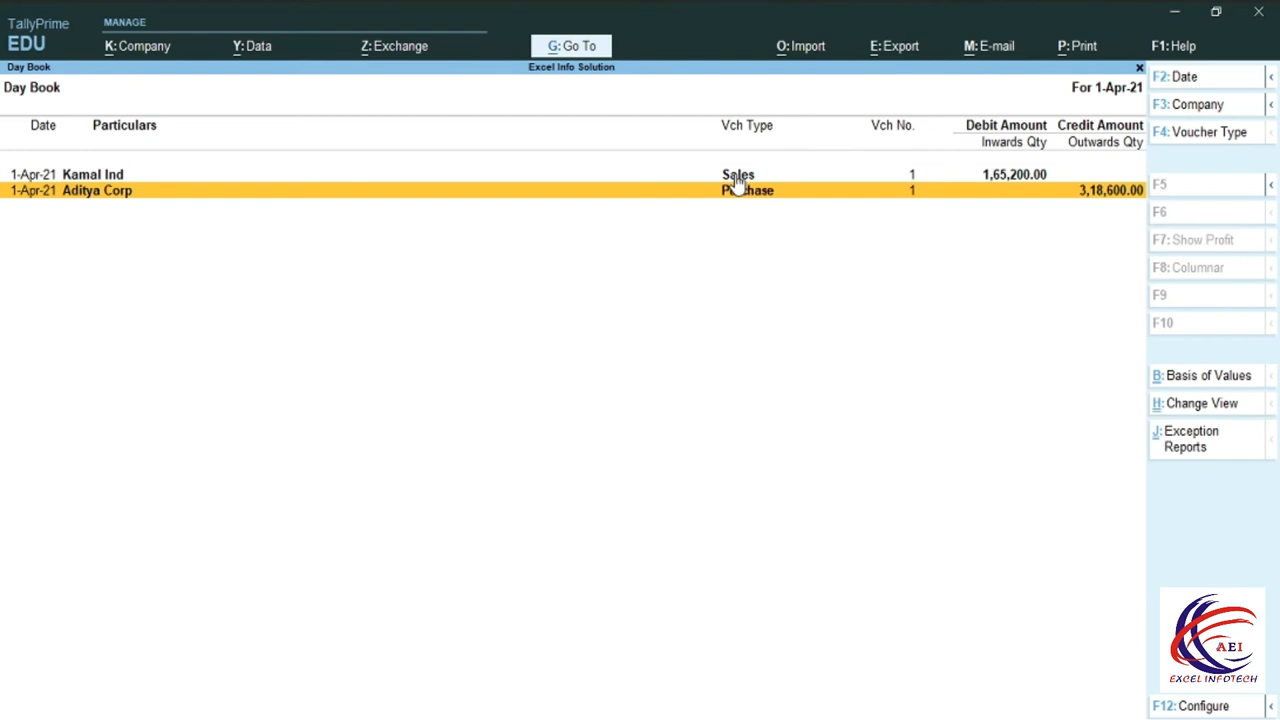 TallyPrime
EDU
MANAGE
K: Company Y: Data Z: Exchange G: Go To O: Import E: Export M: E-mail P: Print F1: Help
Day Book Excel Info Solution
Day Book For 1-Apr-21
Date Particulars Vch Type Vch No. Debit Amount Credit Amount
Inwards Qty Outwards Qty
1-Apr-21 Kamal Ind Sales 1 1,65,200.00
1-Apr-21 Aditya Corp Purchase 1 3,18,600.00
F2: Date
F3: Company
F4: Voucher Type
F5
F6
F7: Show Profit
F8: Columnar
F9
F10
B: Basis of Values
H: Change View
J: Exception
Reports
AEI
EXCEL INFOTECH
F12: Configure